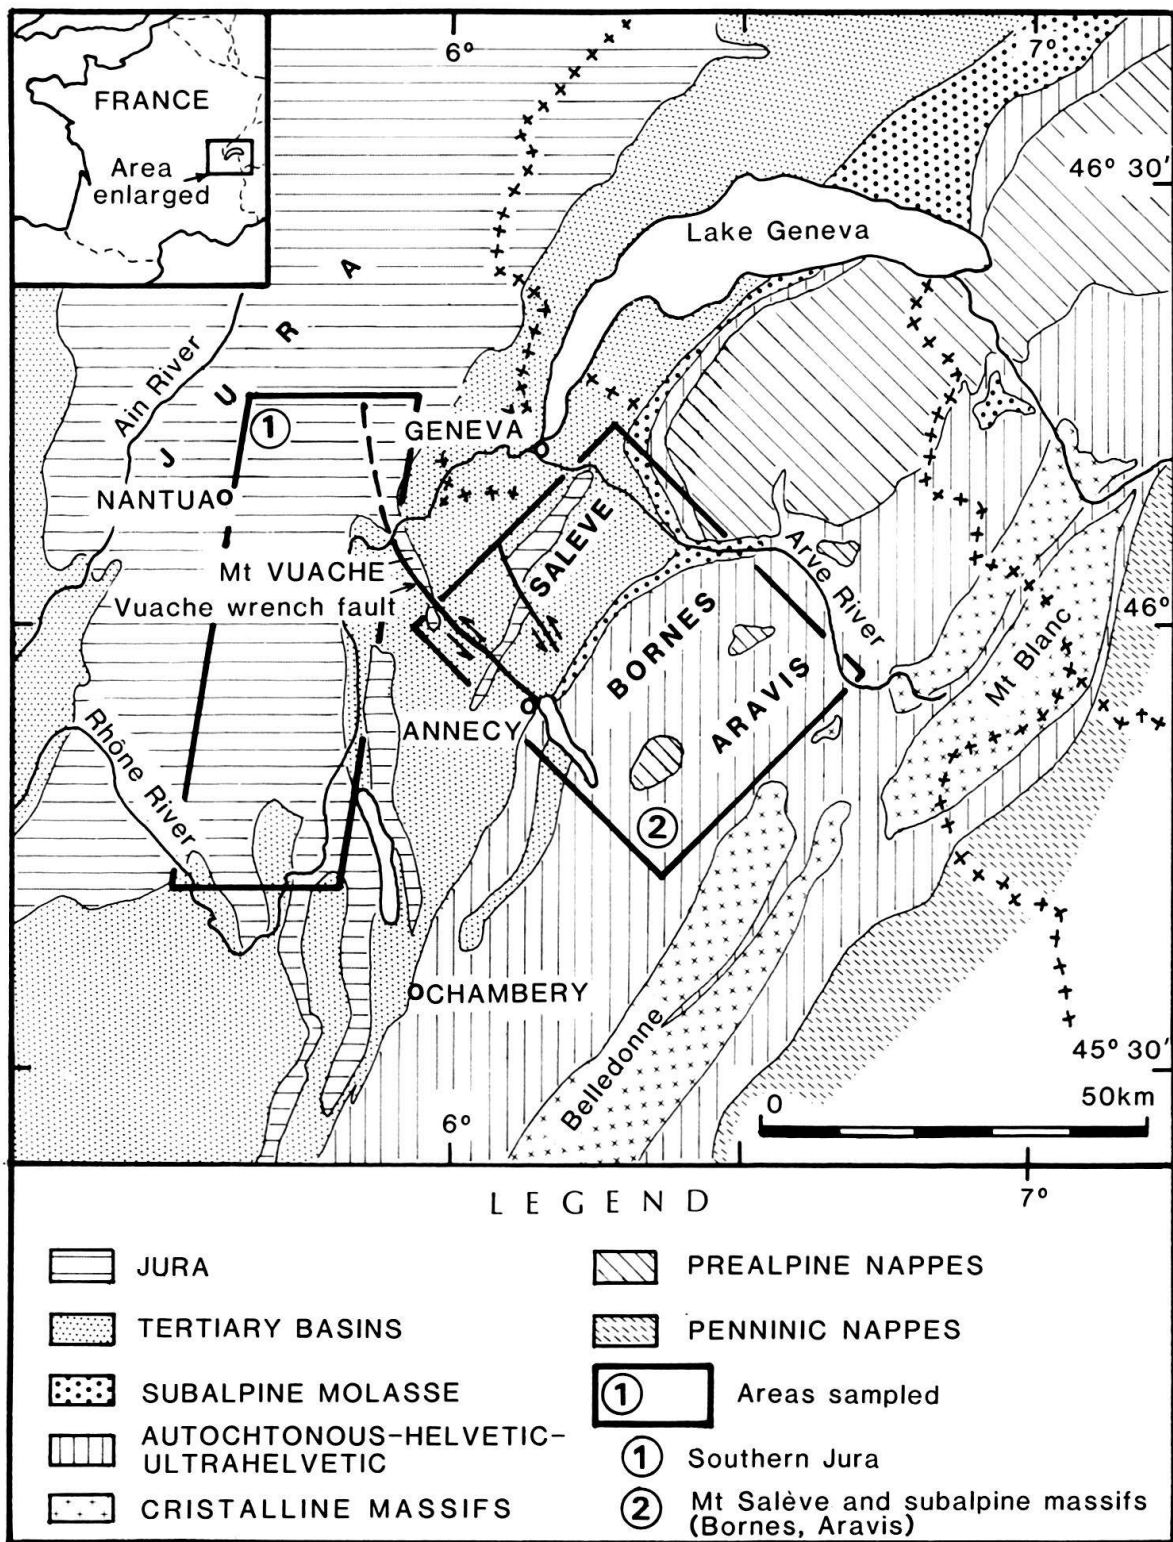 6°
7°
FRANCE
Area
enlarged
46° 30'
Lake Geneva
JURA
Ain River
1
GENEVA
NANTUA
SALÈVE
Mt VUACHE
Arve River
Vuache wrench fault
46°
BORNES
Mt Blanc
ARAVIS
Rhône River
ANNECY
2
CHAMBERY
Belledonne
45° 30'
0 50km
6°
7°
LEGEND
JURA
TERTIARY BASINS
SUBALPINE MOLASSE
AUTOCHTONOUS-HELVETIC-
ULTRAHELVETIC
CRISTALLINE MASSIFS
PREALPINE NAPPES
PENNINIC NAPPES
1 Areas sampled
1 Southern Jura
2 Mt Salève and subalpine massifs
(Bornes, Aravis)